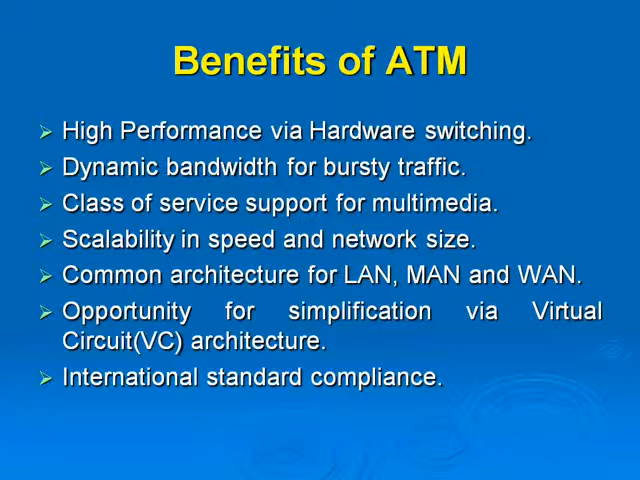 Benefits of ATM
High Performance via Hardware switching.
Dynamic bandwidth for bursty traffic.
Class of service support for multimedia.
Scalability in speed and network size.
Common architecture for LAN, MAN and WAN.
Opportunity for simplification via Virtual
Circuit(VC) architecture.
International standard compliance.